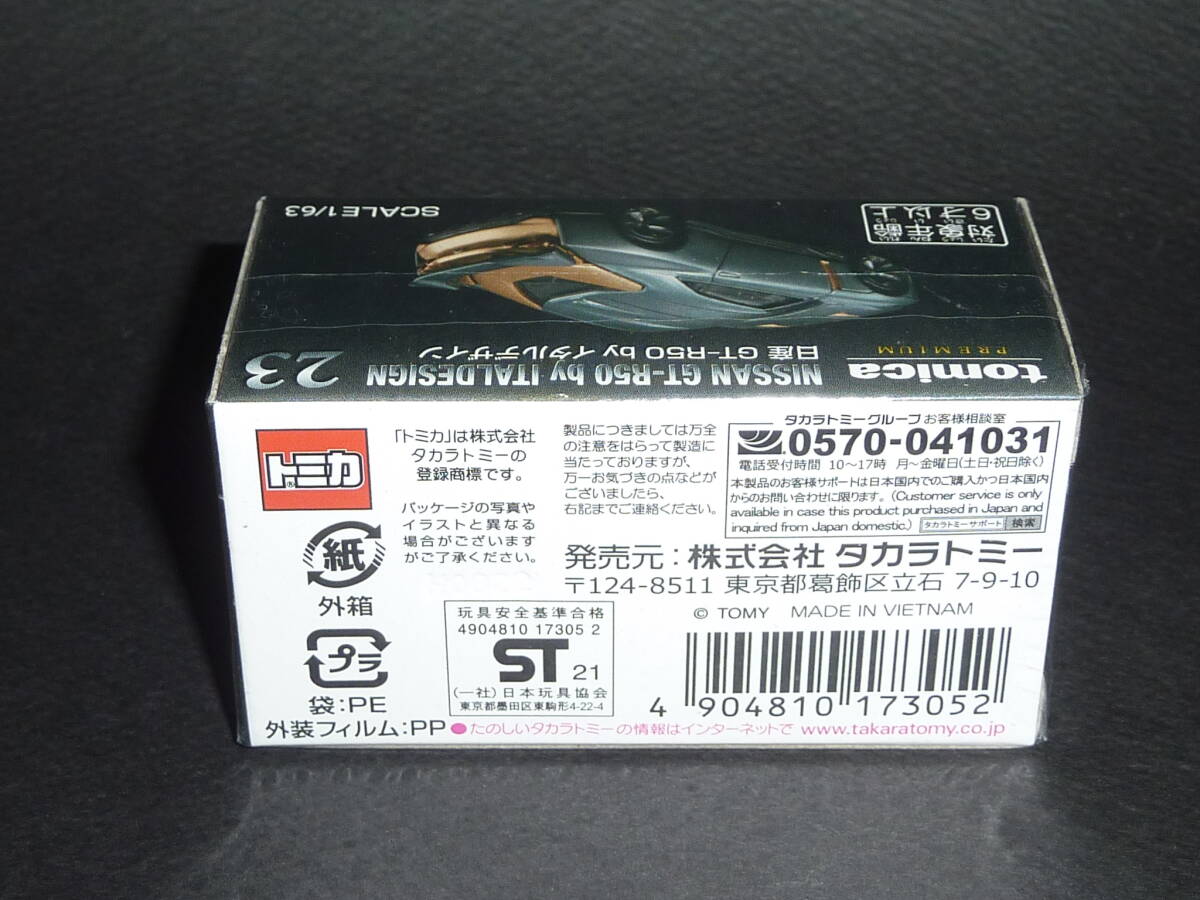 tomica
PREMIUM
NISSAN GT-R50 by ITALDESIGN
日産 GT-R50 by イタルデザイン
23
対象年齢
たいしょうねんれい
6才以上
SCALE1/63
トミカ
®
「トミカ」は株式会社
タカラトミーの
登録商標です。
パッケージの写真や
イラストと異なる
場合がございます
がご了承ください。
紙
外箱
プラ
袋:PE
外装フィルム:PP
製品につきましては万全
の注意をはらって製造に
当たっておりますが、
万一お気づきの点などが
ございましたら、
右記までご連絡ください。
タカラトミーグループ お客様相談室
0570-041031
電話受付時間 10〜17時 月〜金曜日(土日・祝日除く)
本製品のお客様サポートは日本国内でのご購入かつ日本国内
からのお問い合わせに限ります。(Customer service is only
available in case this product purchased in Japan and
inquired from Japan domestic.) タカラトミーサポート 検索
発売元:株式会社 タカラトミー
〒124-8511 東京都葛飾区立石 7-9-10
© TOMY MADE IN VIETNAM
玩具安全基準合格
4904810 17305 2
ST 21
(一社)日本玩具協会
東京都墨田区東駒形4-22-4
4 904810 173052
●たのしいタカラトミーの情報はインターネットで www.takaratomy.co.jp